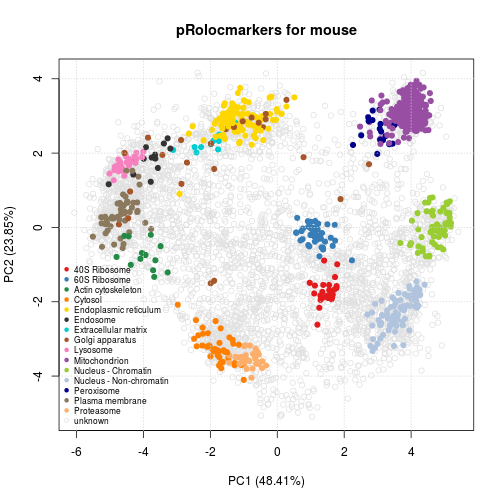 pRolocmarkers for mouse
4
2
0
-2
-4
PC2 (23.85%)
40S Ribosome
60S Ribosome
Actin cytoskeleton
Cytosol
Endoplasmic reticulum
Endosome
Extracellular matrix
Golgi apparatus
Lysosome
Mitochondrion
Nucleus - Chromatin
Nucleus - Non-chromatin
Peroxisome
Plasma membrane
Proteasome
unknown
-6 -4 -2 0 2 4
PC1 (48.41%)